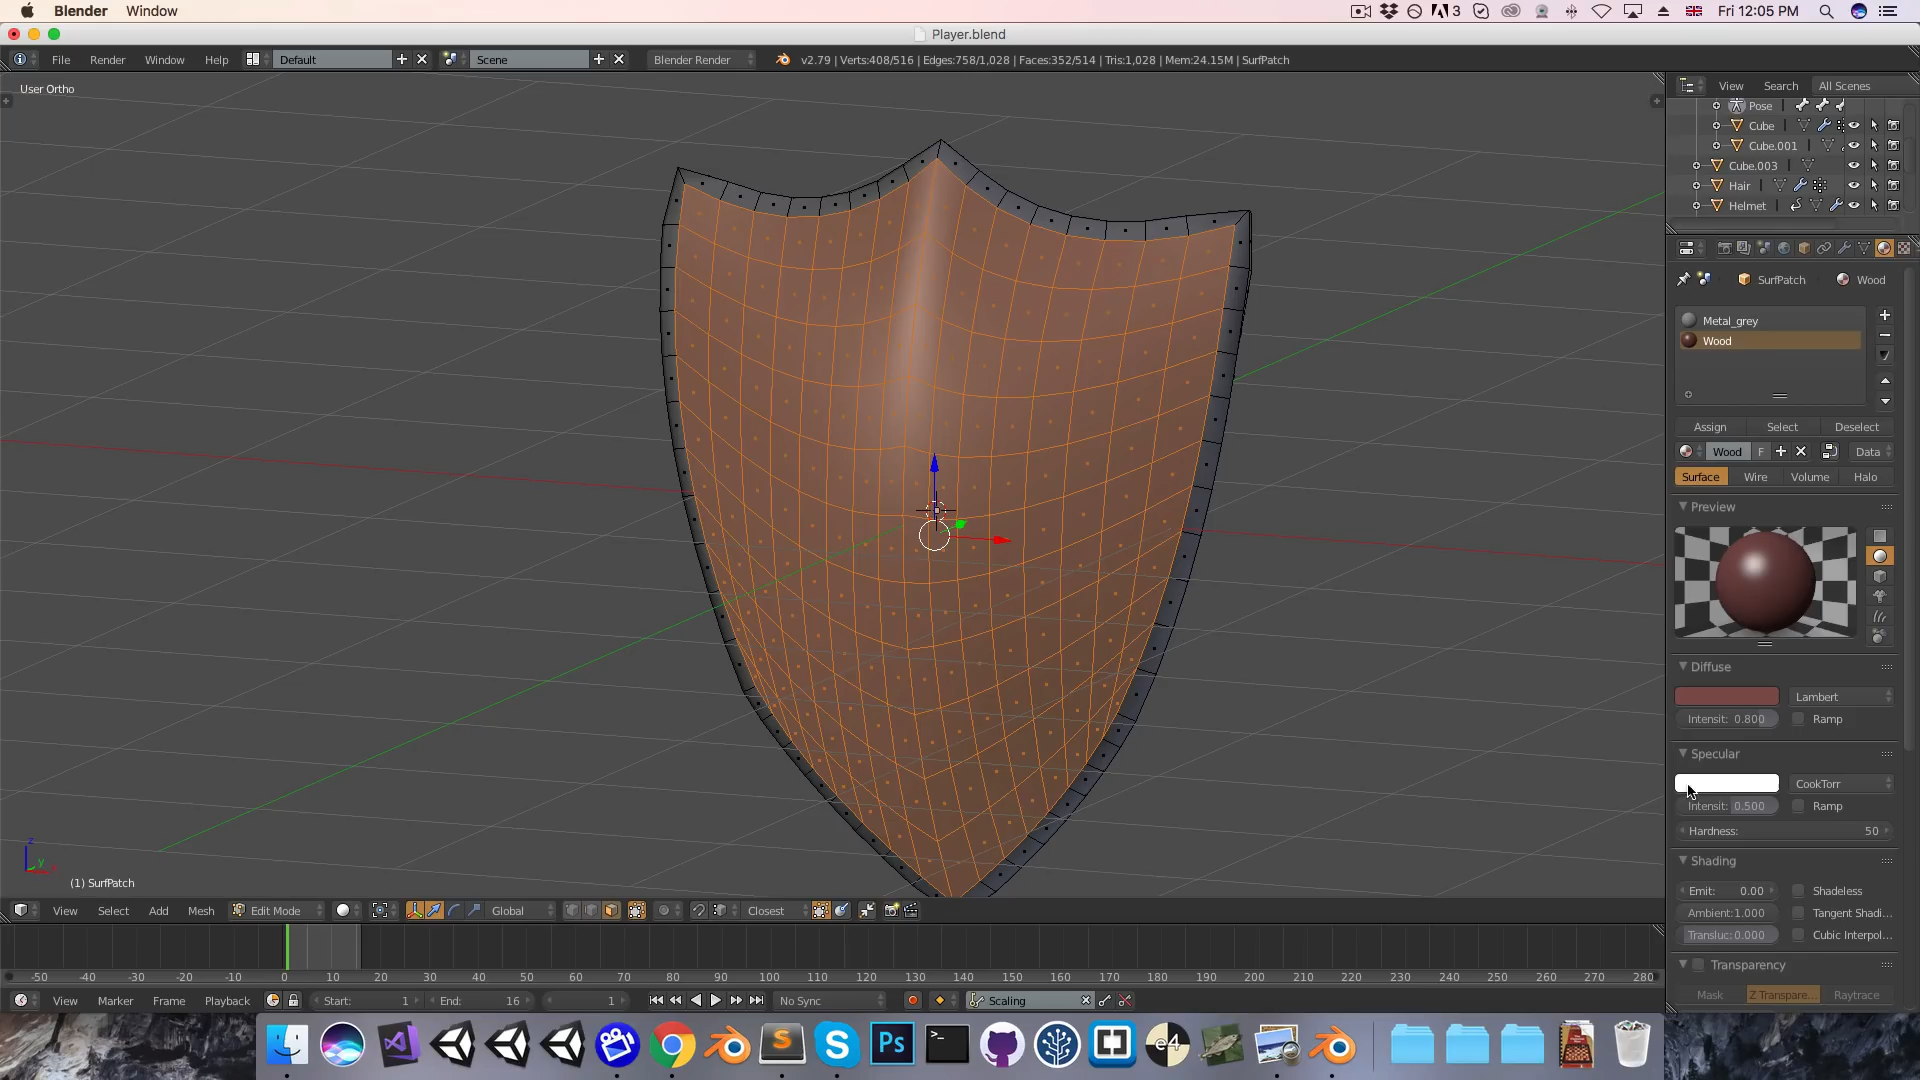 Blender Window 3 Fri 12:05 PM
Player.blend
File Render Window Help Default Scene Blender Render v2.79 | Verts:408/516 | Edges:758/1,028 | Faces:352/514 | Tris:1,028 | Mem:24.15M | SurfPatch
User Ortho
View Search All Scenes
Pose
Cube
Cube.001
Cube.003
Hair
Helmet
SurfPatch Wood
Metal_grey
Wood
Assign Select Deselect
Wood F Data
Surface Wire Volume Halo
Preview
Diffuse
Lambert
Intensit: 0.800 Ramp
Specular
CookTorr
Intensit: 0.500 Ramp
Hardness: 50
Shading
Emit: 0.00 Shadeless
Ambient:1.000 Tangent Shadi...
Transluc:0.000 Cubic Interpol...
Transparency
Mask Z Transpare... Raytrace
z
y
x
(1) SurfPatch
View Select Add Mesh Edit Mode Global Closest
-50 -40 -30 -20 -10 0 10 20 30 40 50 60 70 80 90 100 110 120 130 140 150 160 170 180 190 200 210 220 230 240 250 260 270 280
View Marker Frame Playback Start: 1 End: 16 1 No Sync Scaling
S Ps >_ e4